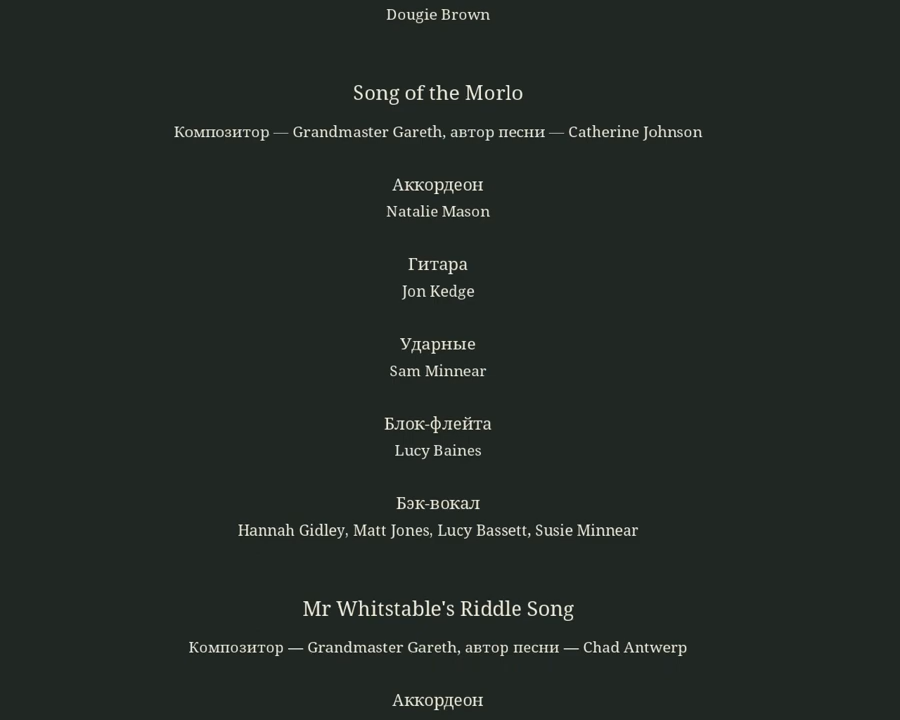 Dougie Brown
Song of the Morlo
Композитор — Grandmaster Gareth, автор песни — Catherine Johnson
Аккордеон
Natalie Mason
Гитара
Jon Kedge
Ударные
Sam Minnear
Блок-флейта
Lucy Baines
Бэк-вокал
Hannah Gidley, Matt Jones, Lucy Bassett, Susie Minnear
Mr Whitstable's Riddle Song
Композитор — Grandmaster Gareth, автор песни — Chad Antwerp
Аккордеон